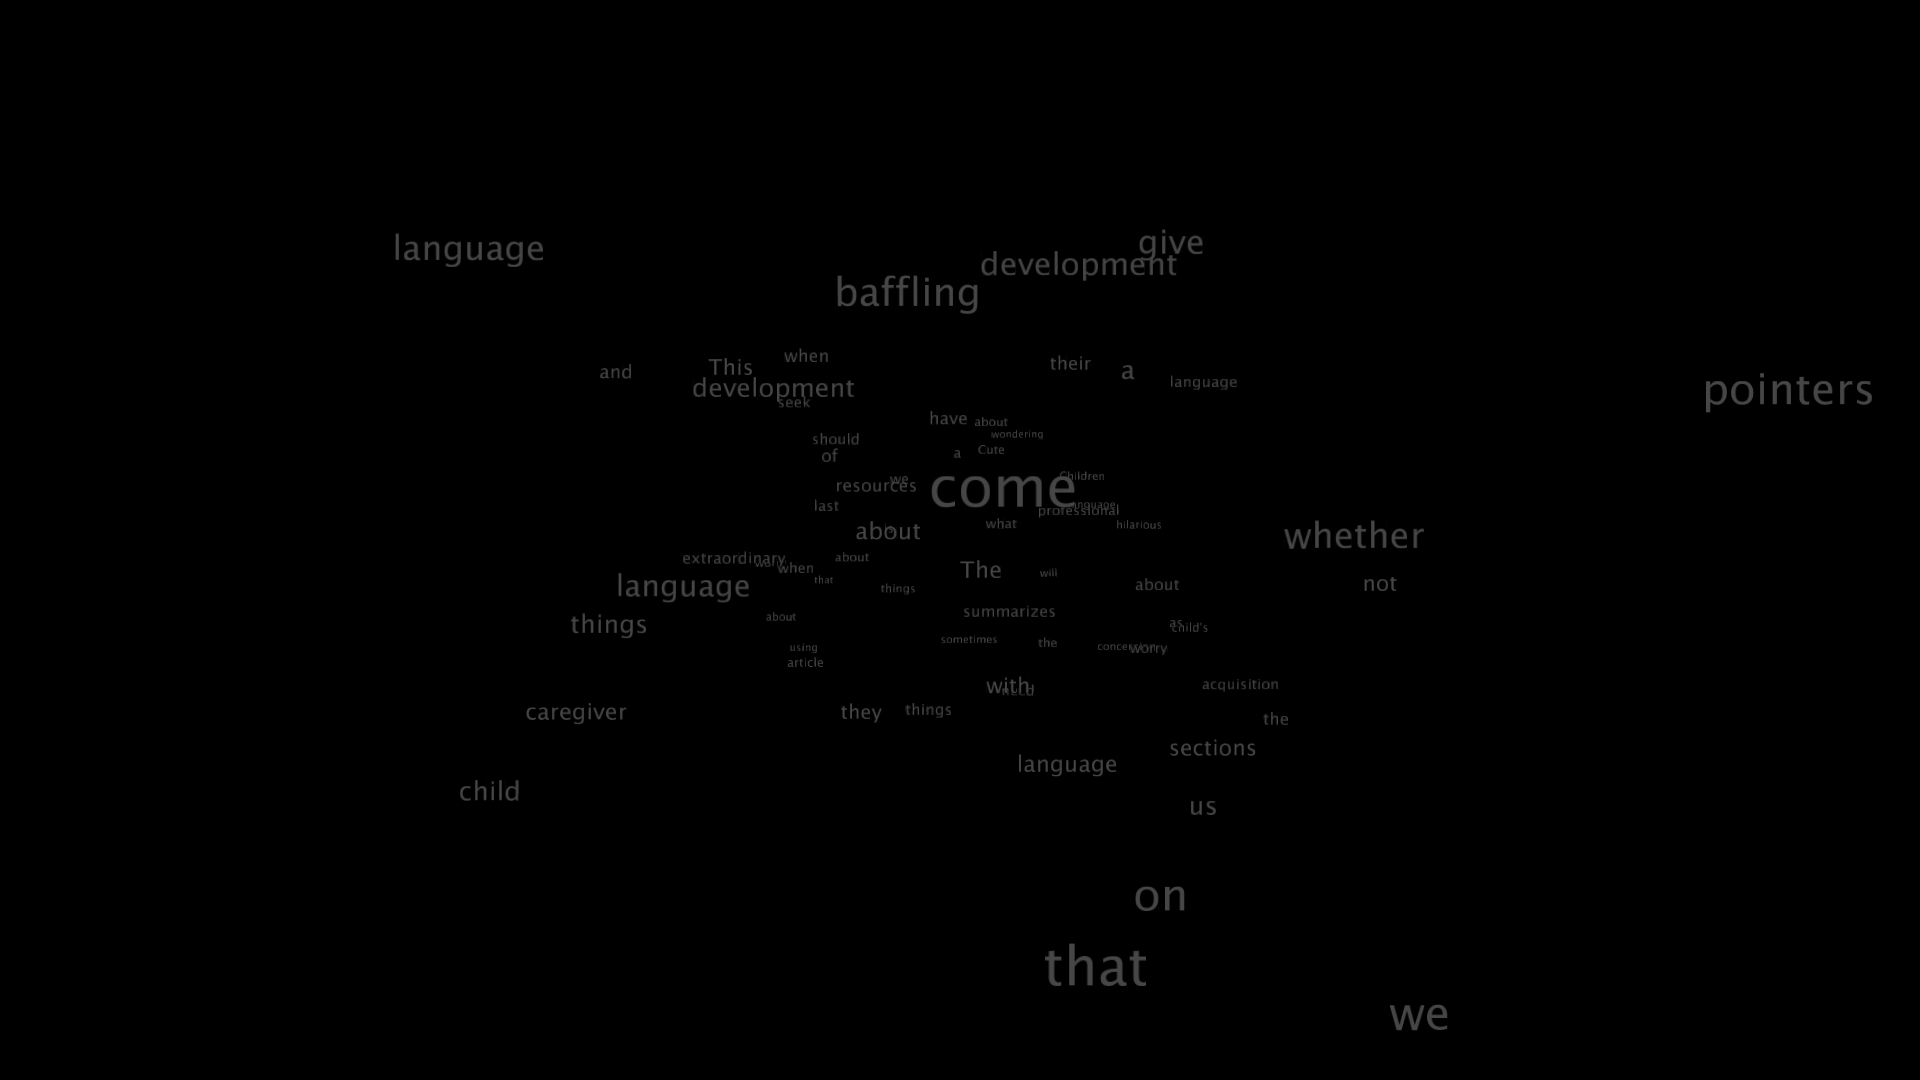 give
language
development
baffling
when
their
This
a
and
language
development
pointers
seek
have
about
wondering
should
Cute
a
of
Children
we
resources
come
last
language
professional
what
hilarious
about
whether
extraordinary
about
when
The
will
that
not
about
language
things
summarizes
about
things
as
child's
sometimes
the
using
worry
article
acquisition
with
need
things
caregiver
they
the
sections
language
child
us
on
that
we